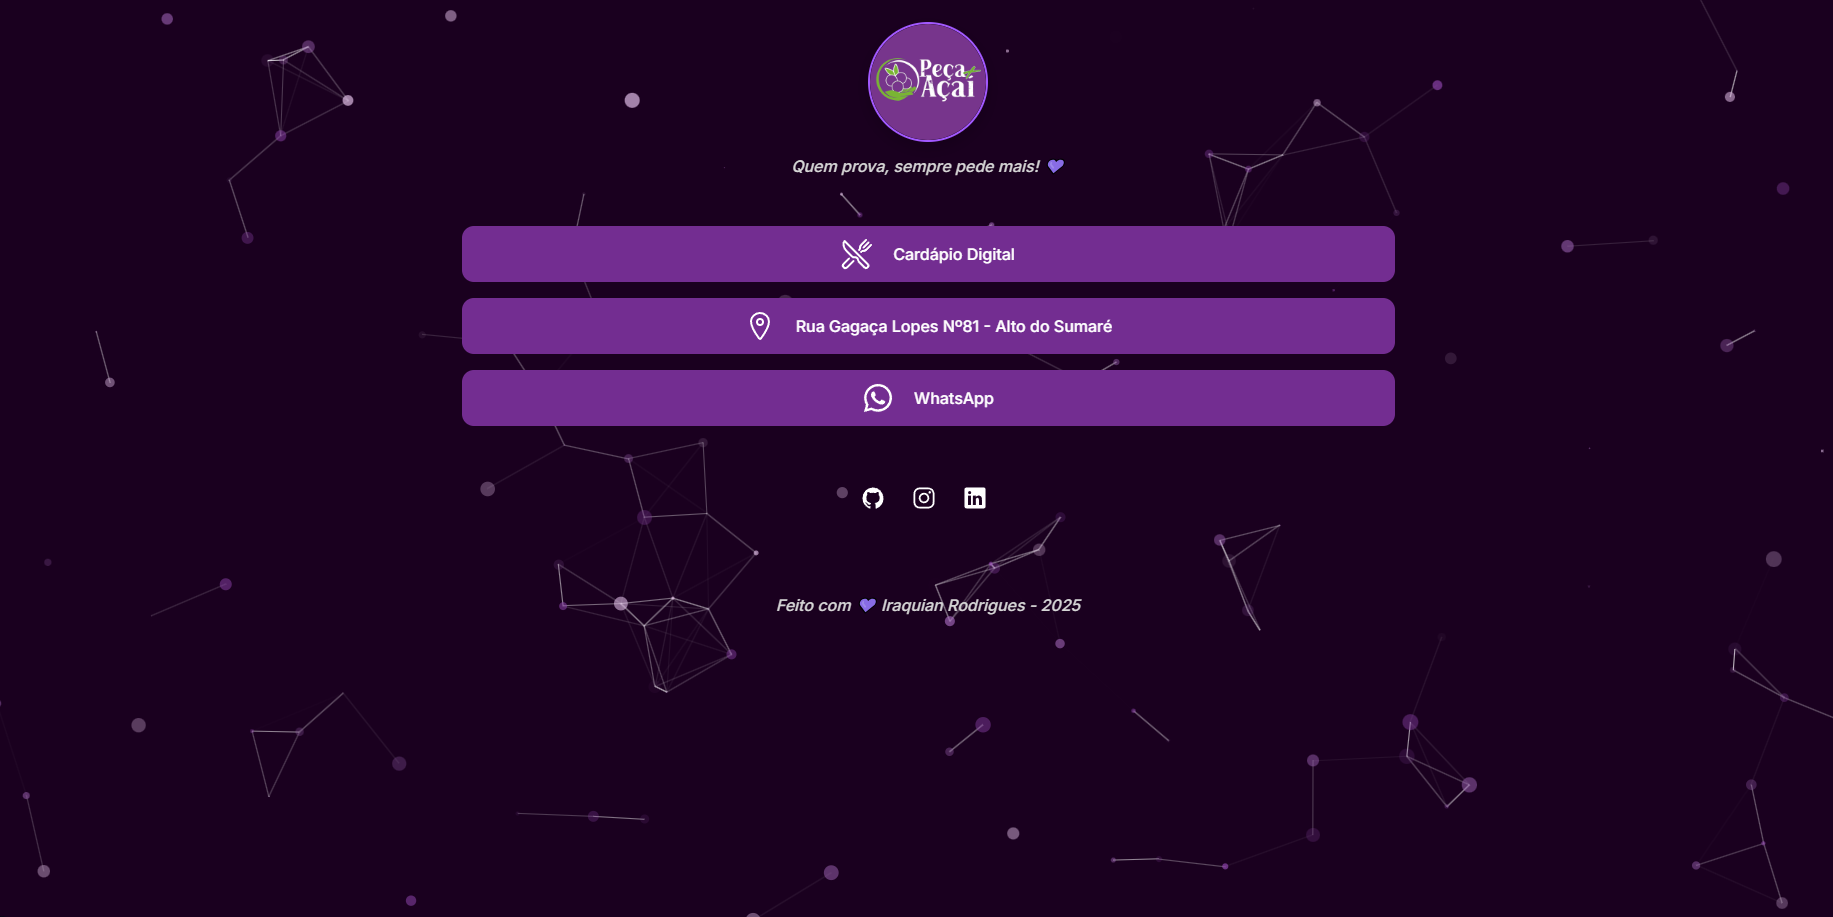 Peça
Açaí
Quem prova, sempre pede mais! 💜
Cardápio Digital
Rua Gagaça Lopes Nº81 - Alto do Sumaré
WhatsApp
Feito com 💜 Iraquian Rodrigues - 2025